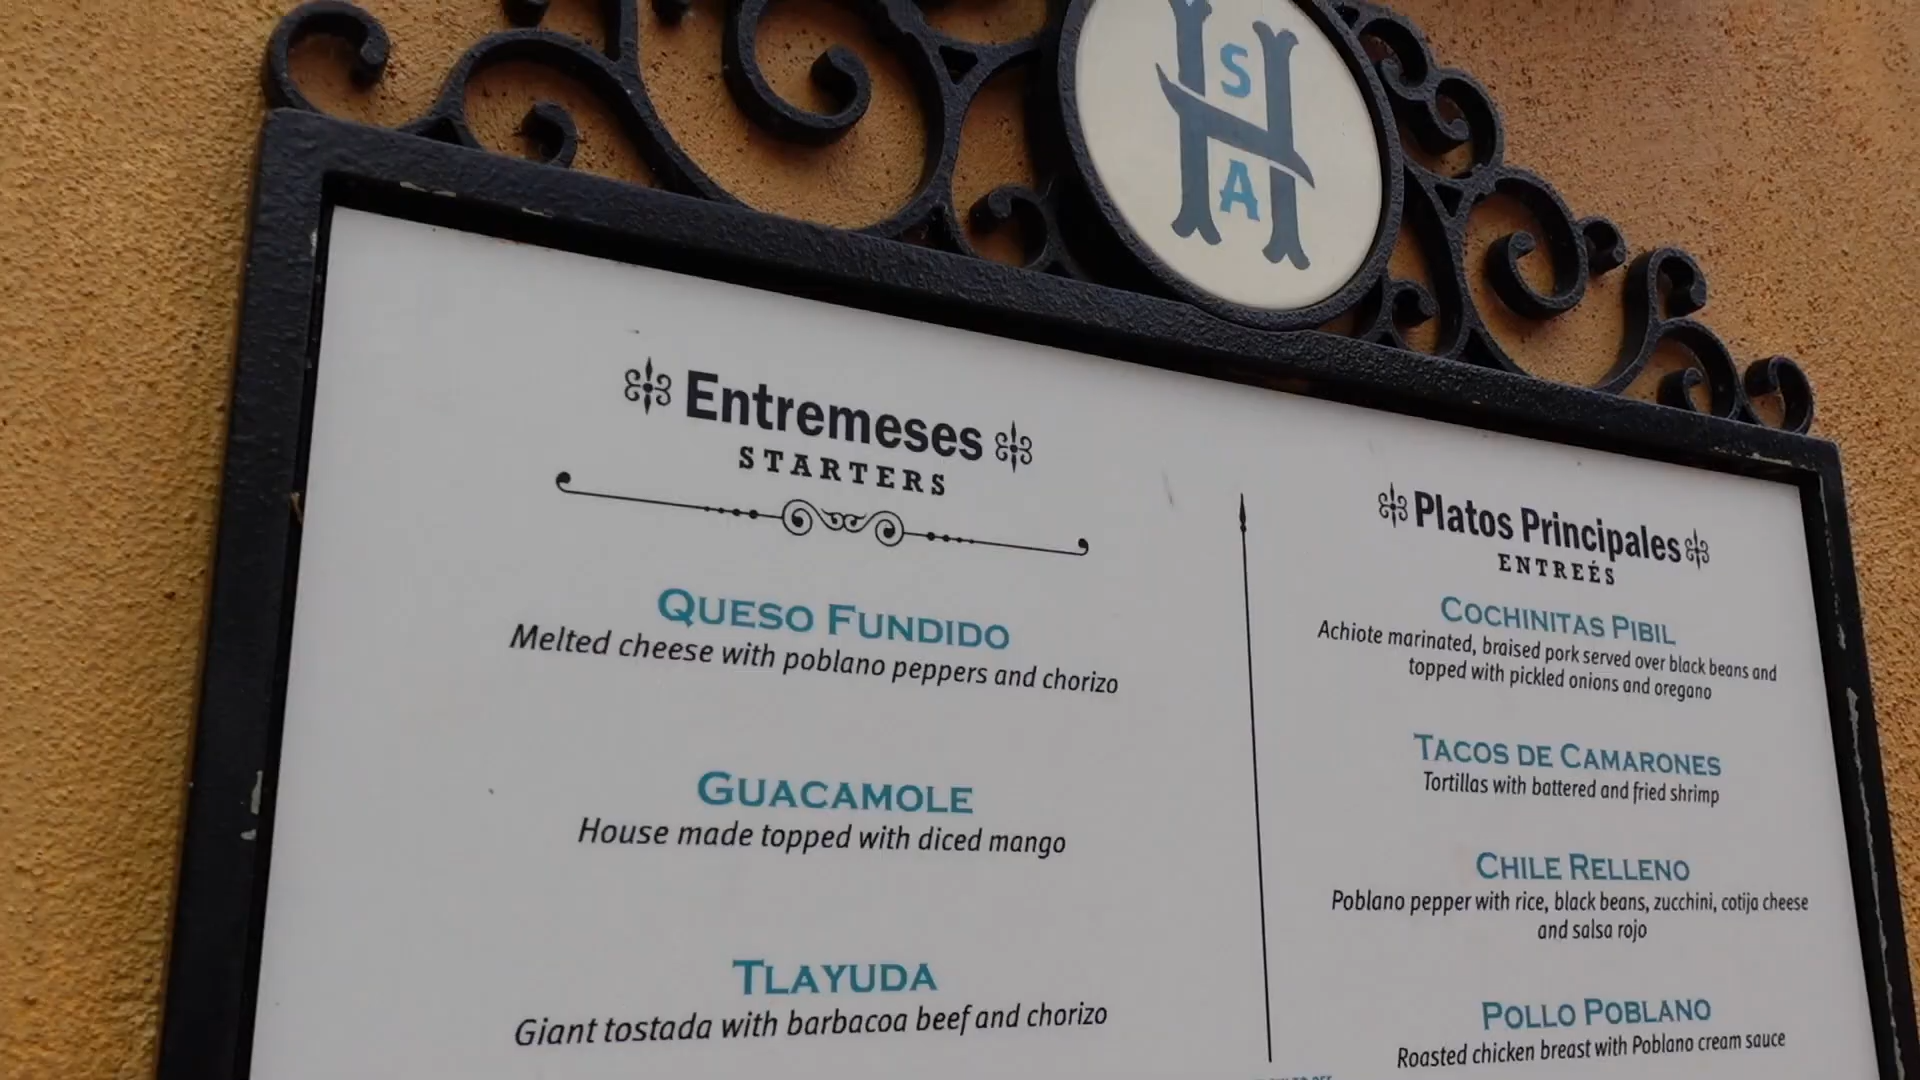 H
S
A
Entremeses
STARTERS
QUESO FUNDIDO
Melted cheese with poblano peppers and chorizo
GUACAMOLE
House made topped with diced mango
TLAYUDA
Giant tostada with barbacoa beef and chorizo
Platos Principales
ENTREÉS
COCHINITAS PIBIL
Achiote marinated, braised pork served over black beans and
topped with pickled onions and oregano
TACOS DE CAMARONES
Tortillas with battered and fried shrimp
CHILE RELLENO
Poblano pepper with rice, black beans, zucchini, cotija cheese
and salsa rojo
POLLO POBLANO
Roasted chicken breast with Poblano cream sauce